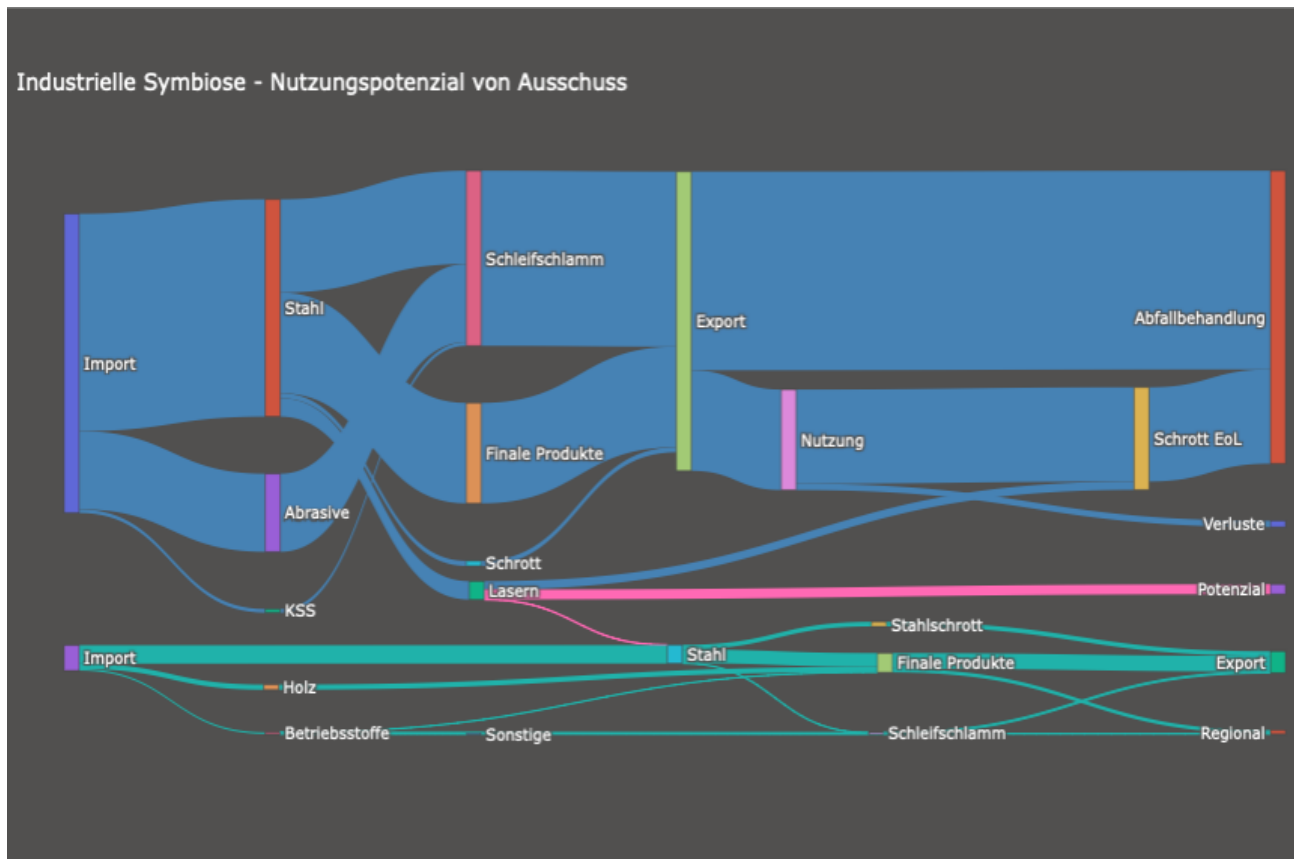 Industrielle Symbiose - Nutzungspotenzial von Ausschuss
Schleifschlamm
Stahl
Export
Abfallbehandlung
Import
Nutzung
Schrott EoL
Finale Produkte
Abrasive
Verluste
Schrott
Lasern
Potenzial
KSS
Stahlschrott
Import
Stahl
Finale Produkte
Export
Holz
Betriebsstoffe
Sonstige
Schleifschlamm
Regional